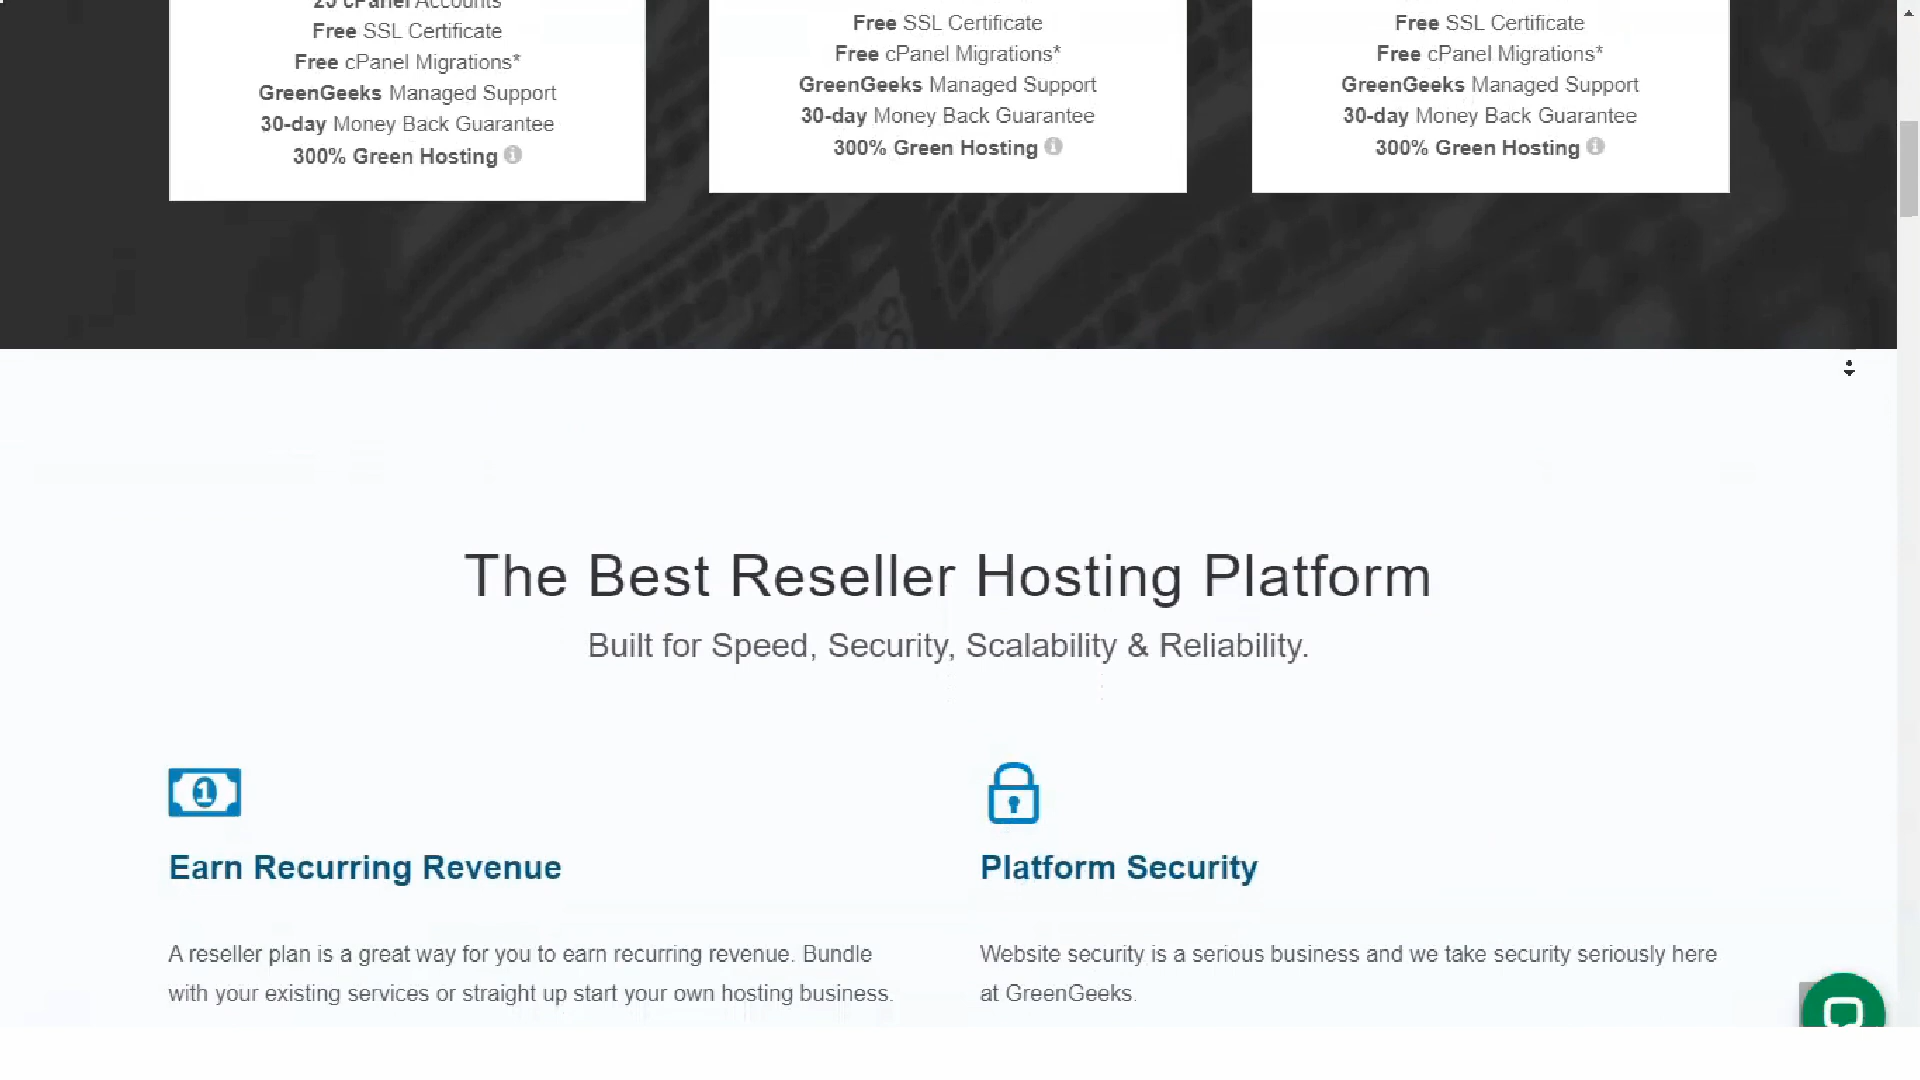 25 cPanel Accounts
Free SSL Certificate
Free cPanel Migrations*
GreenGeeks Managed Support
30-day Money Back Guarantee
300% Green Hosting
Free SSL Certificate
Free cPanel Migrations*
GreenGeeks Managed Support
30-day Money Back Guarantee
300% Green Hosting
Free SSL Certificate
Free cPanel Migrations*
GreenGeeks Managed Support
30-day Money Back Guarantee
300% Green Hosting
The Best Reseller Hosting Platform
Built for Speed, Security, Scalability & Reliability.
1
Earn Recurring Revenue
A reseller plan is a great way for you to earn recurring revenue. Bundle
with your existing services or straight up start your own hosting business.
Platform Security
Website security is a serious business and we take security seriously here
at GreenGeeks.